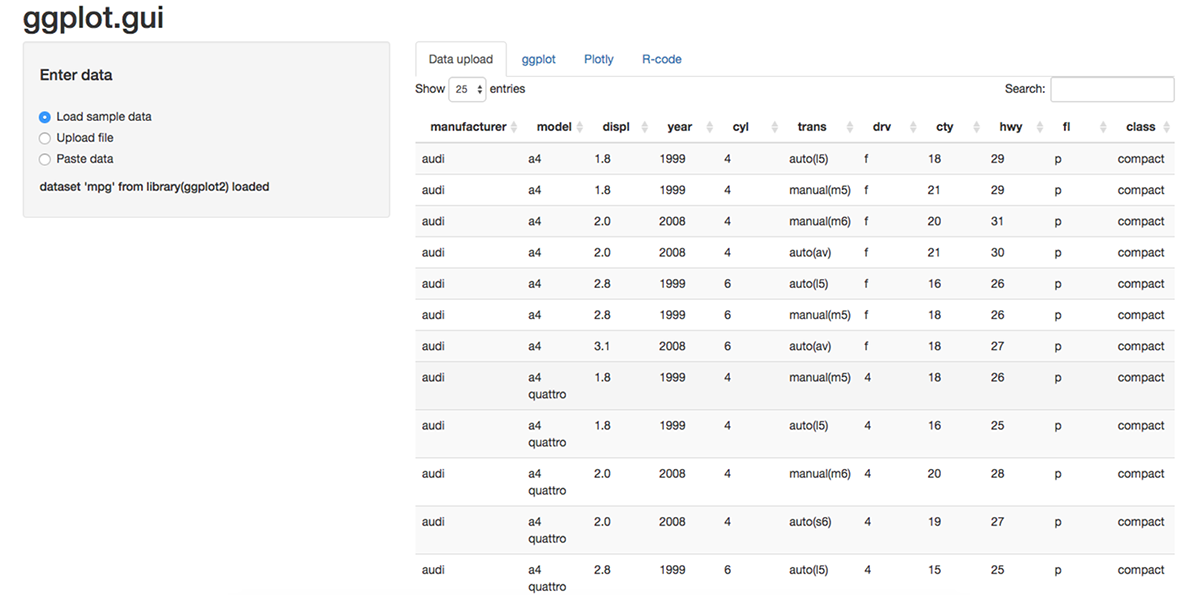 ggplot.gui
Enter data
Load sample data
Upload file
Paste data
dataset 'mpg' from library(ggplot2) loaded
Data upload ggplot Plotly R-code
Show 25 entries Search:
manufacturer model displ year cyl trans drv cty hwy fl class
audi a4 1.8 1999 4 auto(l5) f 18 29 p compact
audi a4 1.8 1999 4 manual(m5) f 21 29 p compact
audi a4 2.0 2008 4 manual(m6) f 20 31 p compact
audi a4 2.0 2008 4 auto(av) f 21 30 p compact
audi a4 2.8 1999 6 auto(l5) f 16 26 p compact
audi a4 2.8 1999 6 manual(m5) f 18 26 p compact
audi a4 3.1 2008 6 auto(av) f 18 27 p compact
audi a4 1.8 1999 4 manual(m5) 4 18 26 p compact
quattro
audi a4 1.8 1999 4 auto(l5) 4 16 25 p compact
quattro
audi a4 2.0 2008 4 manual(m6) 4 20 28 p compact
quattro
audi a4 2.0 2008 4 auto(s6) 4 19 27 p compact
quattro
audi a4 2.8 1999 6 auto(l5) 4 15 25 p compact
quattro